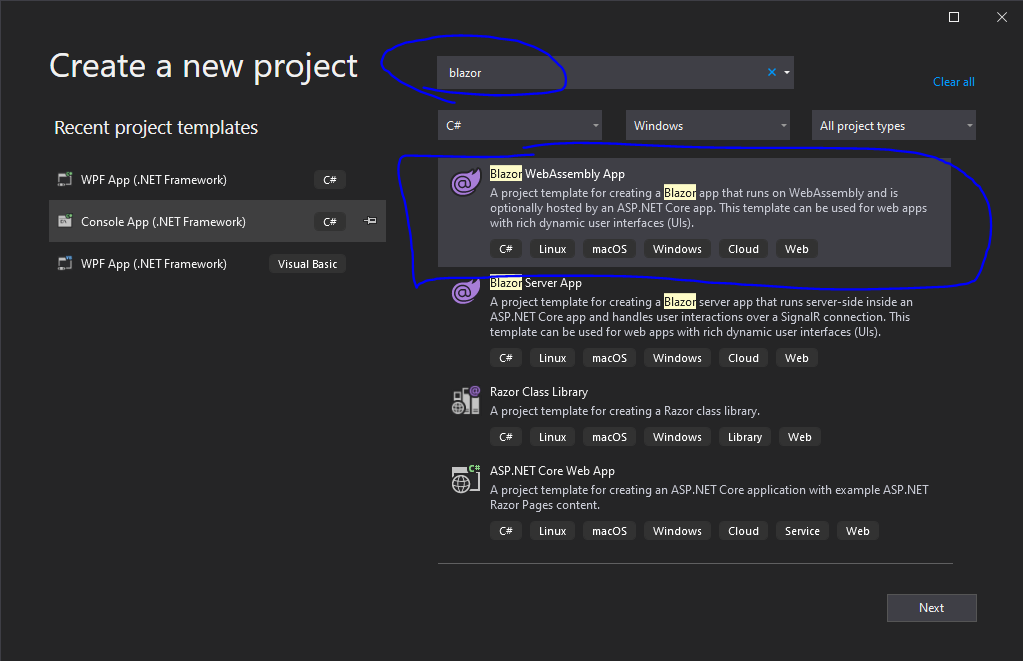 Create a new project
blazor
Clear all
C#
Windows
All project types
Recent project templates
WPF App (.NET Framework)
C#
Console App (.NET Framework)
C#
WPF App (.NET Framework)
Visual Basic
Blazor WebAssembly App
A project template for creating a Blazor app that runs on WebAssembly and is
optionally hosted by an ASP.NET Core app. This template can be used for web apps
with rich dynamic user interfaces (UIs).
C# Linux macOS Windows Cloud Web
Blazor Server App
A project template for creating a Blazor server app that runs server-side inside an
ASP.NET Core app and handles user interactions over a SignalR connection. This
template can be used for web apps with rich dynamic user interfaces (UIs).
C# Linux macOS Windows Cloud Web
Razor Class Library
A project template for creating a Razor class library.
C# Linux macOS Windows Library Web
ASP.NET Core Web App
A project template for creating an ASP.NET Core application with example ASP.NET
Razor Pages content.
C# Linux macOS Windows Cloud Service Web
Next